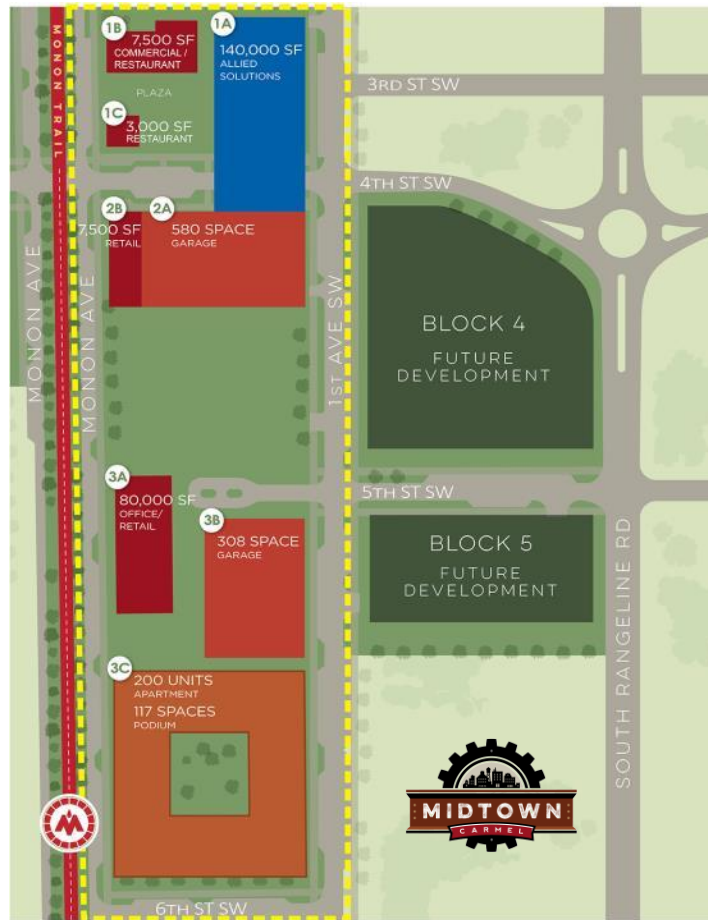 MONON TRAIL
1B
7,500 SF
COMMERCIAL /
RESTAURANT
1A
140,000 SF
ALLIED
SOLUTIONS
PLAZA
1C
3,000 SF
RESTAURANT
3RD ST SW
4TH ST SW
2B
7,500 SF
RETAIL
2A
580 SPACE
GARAGE
MONON AVE
MONON AVE
1ST AVE SW
BLOCK 4
FUTURE
DEVELOPMENT
3A
80,000 SF
OFFICE/
RETAIL
5TH ST SW
3B
308 SPACE
GARAGE
BLOCK 5
FUTURE
DEVELOPMENT
SOUTH RANGELINE RD
3C
200 UNITS
APARTMENT
117 SPACES
PODIUM
M
MIDTOWN
CARMEL
6TH ST SW